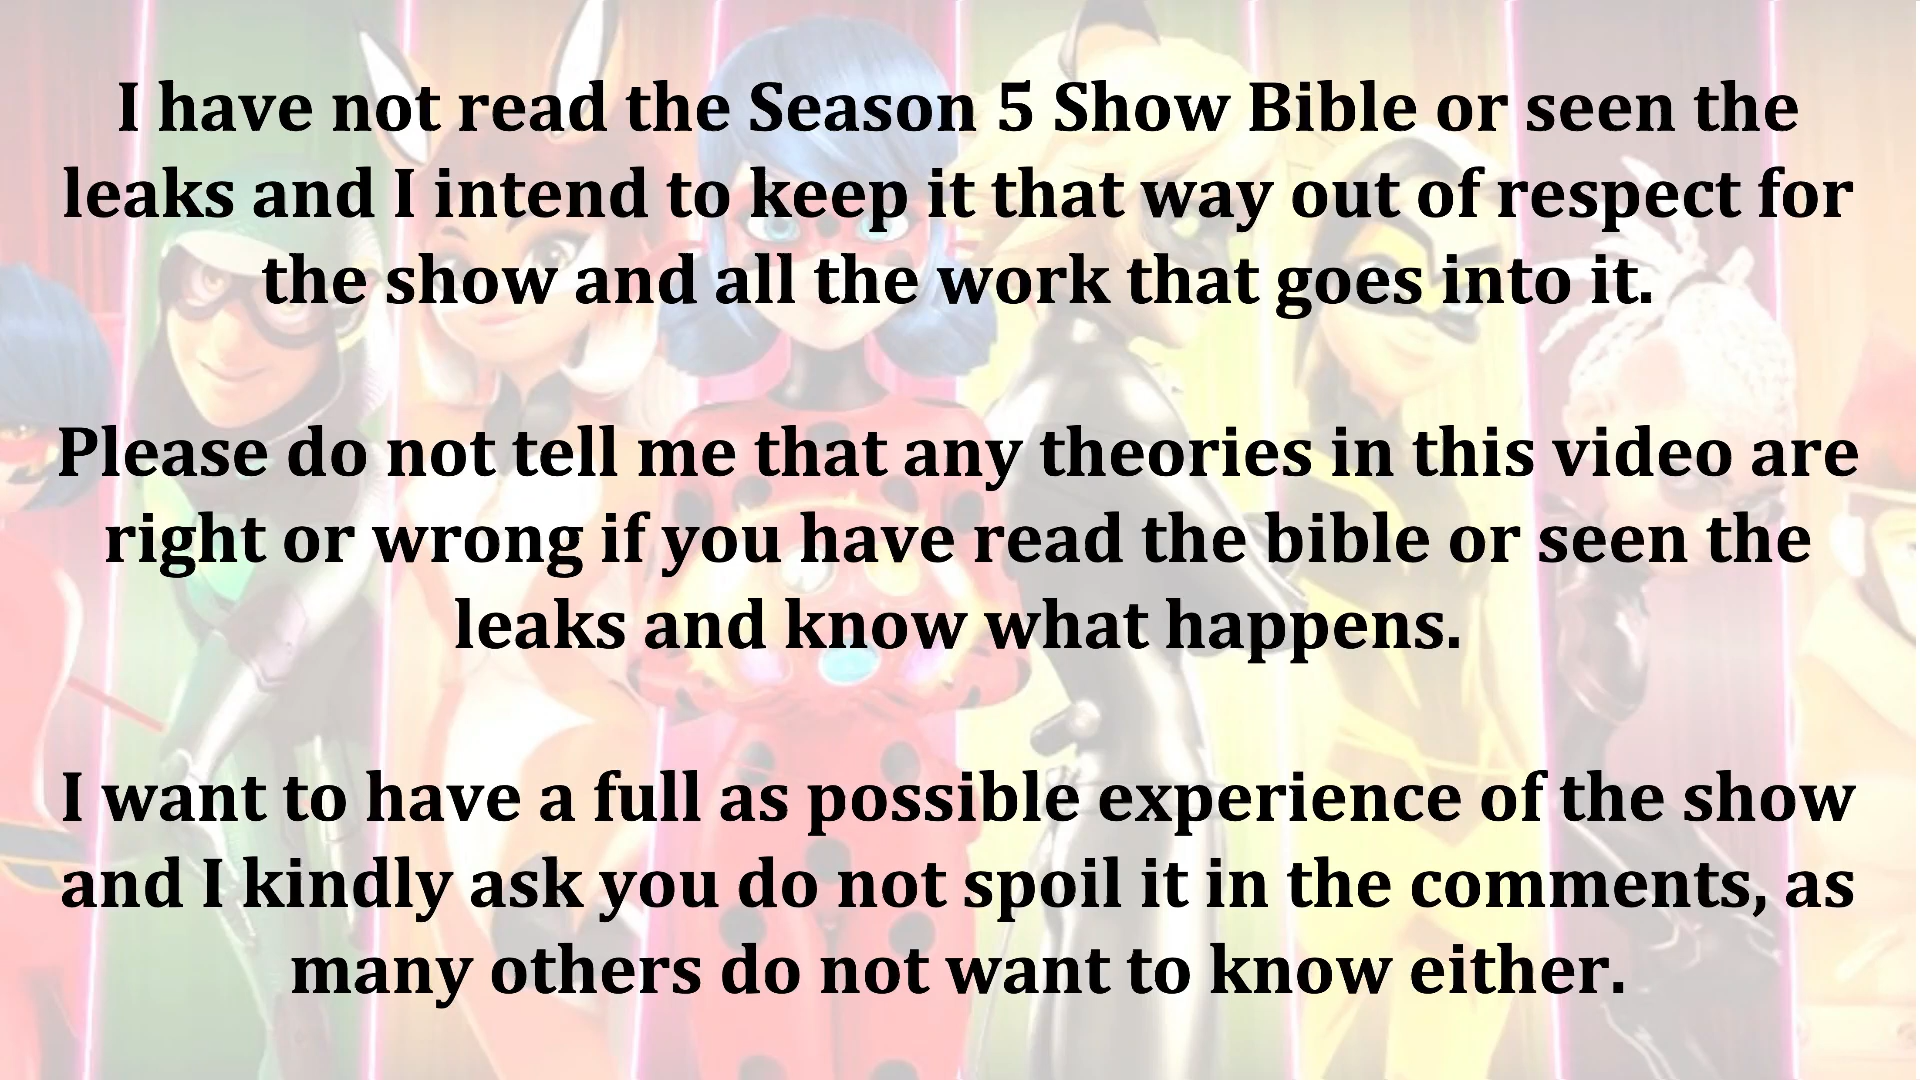 I have not read the Season 5 Show Bible or seen the
leaks and I intend to keep it that way out of respect for
the show and all the work that goes into it.
Please do not tell me that any theories in this video are
right or wrong if you have read the bible or seen the
leaks and know what happens.
I want to have a full as possible experience of the show
and I kindly ask you do not spoil it in the comments, as
many others do not want to know either.